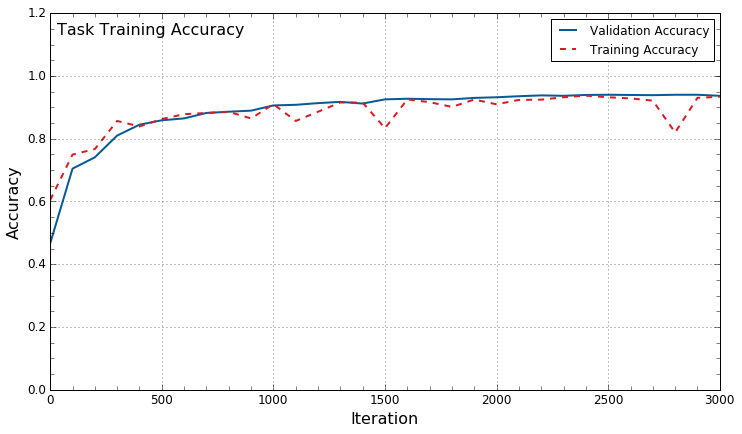 Task Training Accuracy
Validation Accuracy
Training Accuracy
1.2
1.0
0.8
0.6
0.4
0.2
0.0
Accuracy
0 500 1000 1500 2000 2500 3000
Iteration